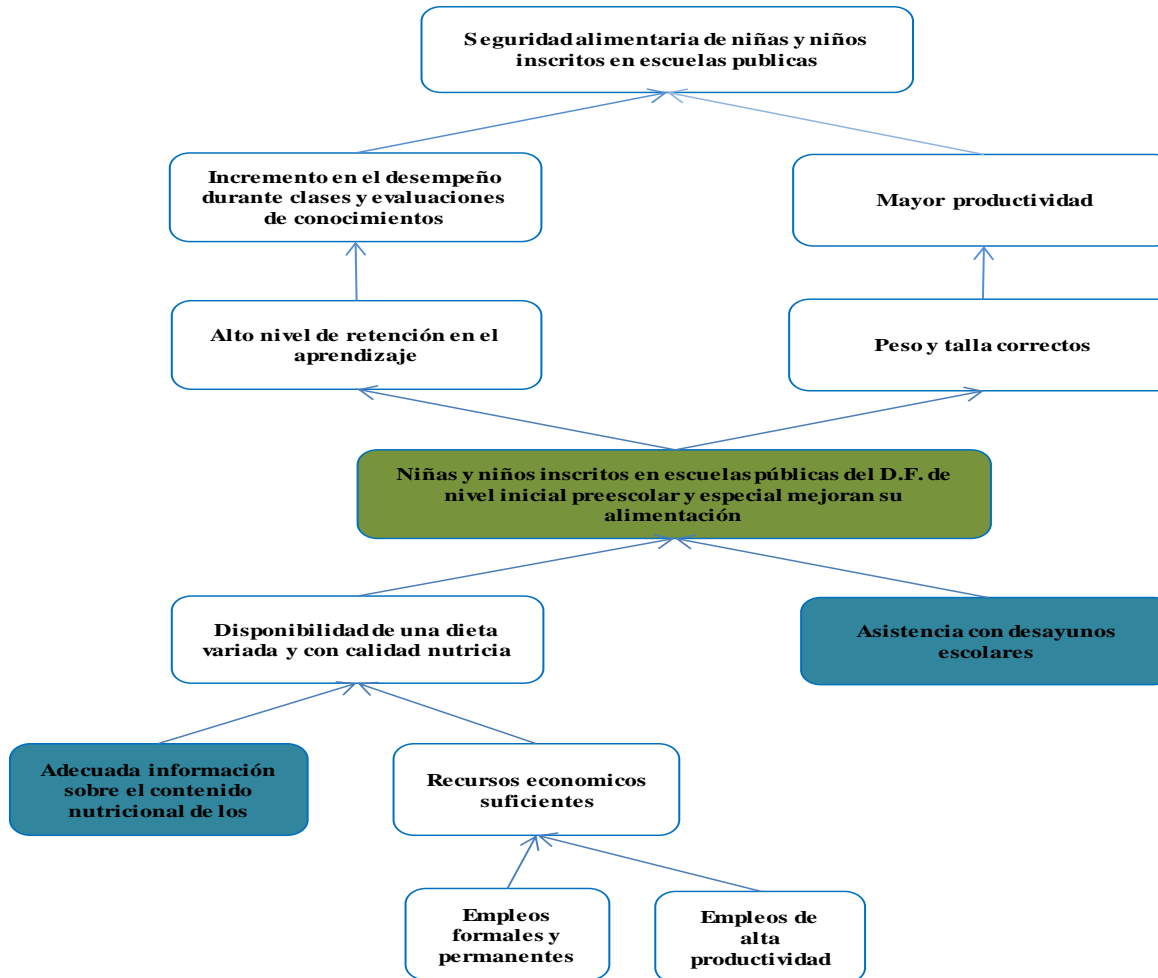 Seguridad alimentaria de niñas y niños
inscritos en escuelas publicas
Incremento en el desempeño
durante clases y evaluaciones
de conocimientos
Mayor productividad
Alto nivel de retención en el
aprendizaje
Peso y talla correctos
Niñas y niños inscritos en escuelas públicas del D.F. de
nivel inicial preescolar y especial mejoran su
alimentación
Disponibilidad de una dieta
variada y con calidad nutricia
Asistencia con desayunos
escolares
Adecuada información
sobre el contenido
nutricional de los
Recursos economicos
suficientes
Empleos
formales y
permanentes
Empleos de
alta
productividad